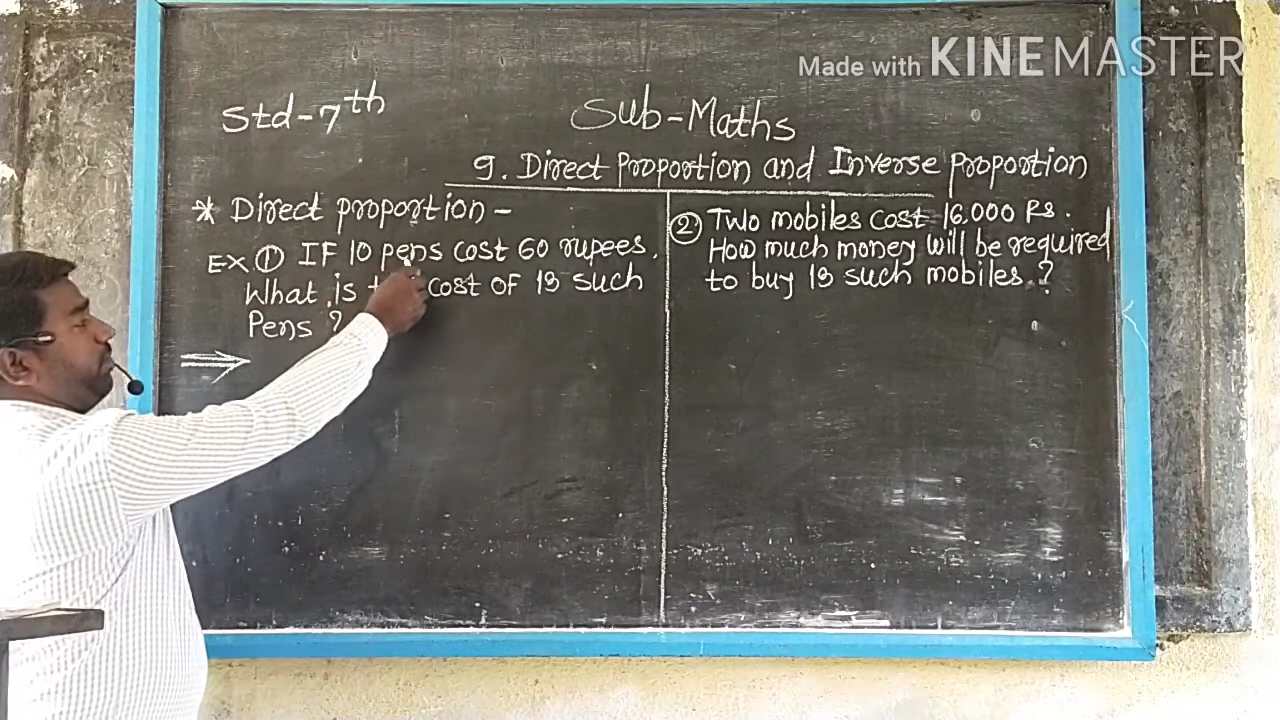 Made with KINEMASTER
Std-7th
Sub-Maths
9. Direct Proportion and Inverse Proportion
* Direct proportion -
Ex ① If 10 pens cost 60 rupees.
What is cost of 13 such
Pens ?
② Two mobiles cost 16,000 Rs.
How much money will be required
to buy 13 such mobiles. ?